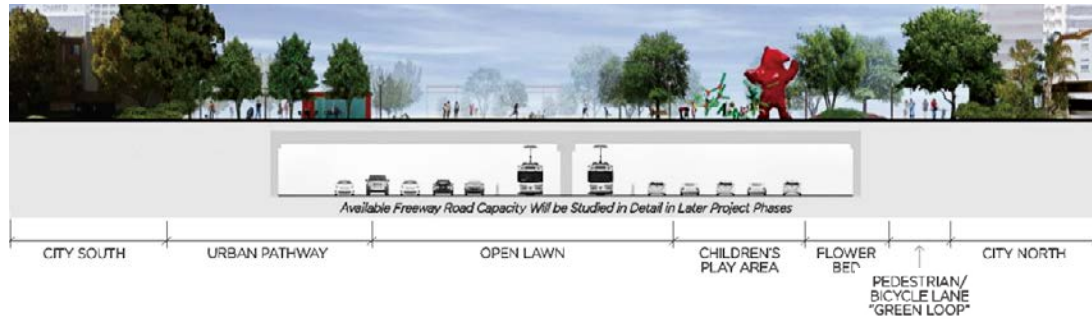 Available Freeway Road Capacity Will be Studied in Detail in Later Project Phases
CITY SOUTH
URBAN PATHWAY
OPEN LAWN
CHILDREN'S
PLAY AREA
FLOWER
BED
PEDESTRIAN/
BICYCLE LANE
"GREEN LOOP"
CITY NORTH